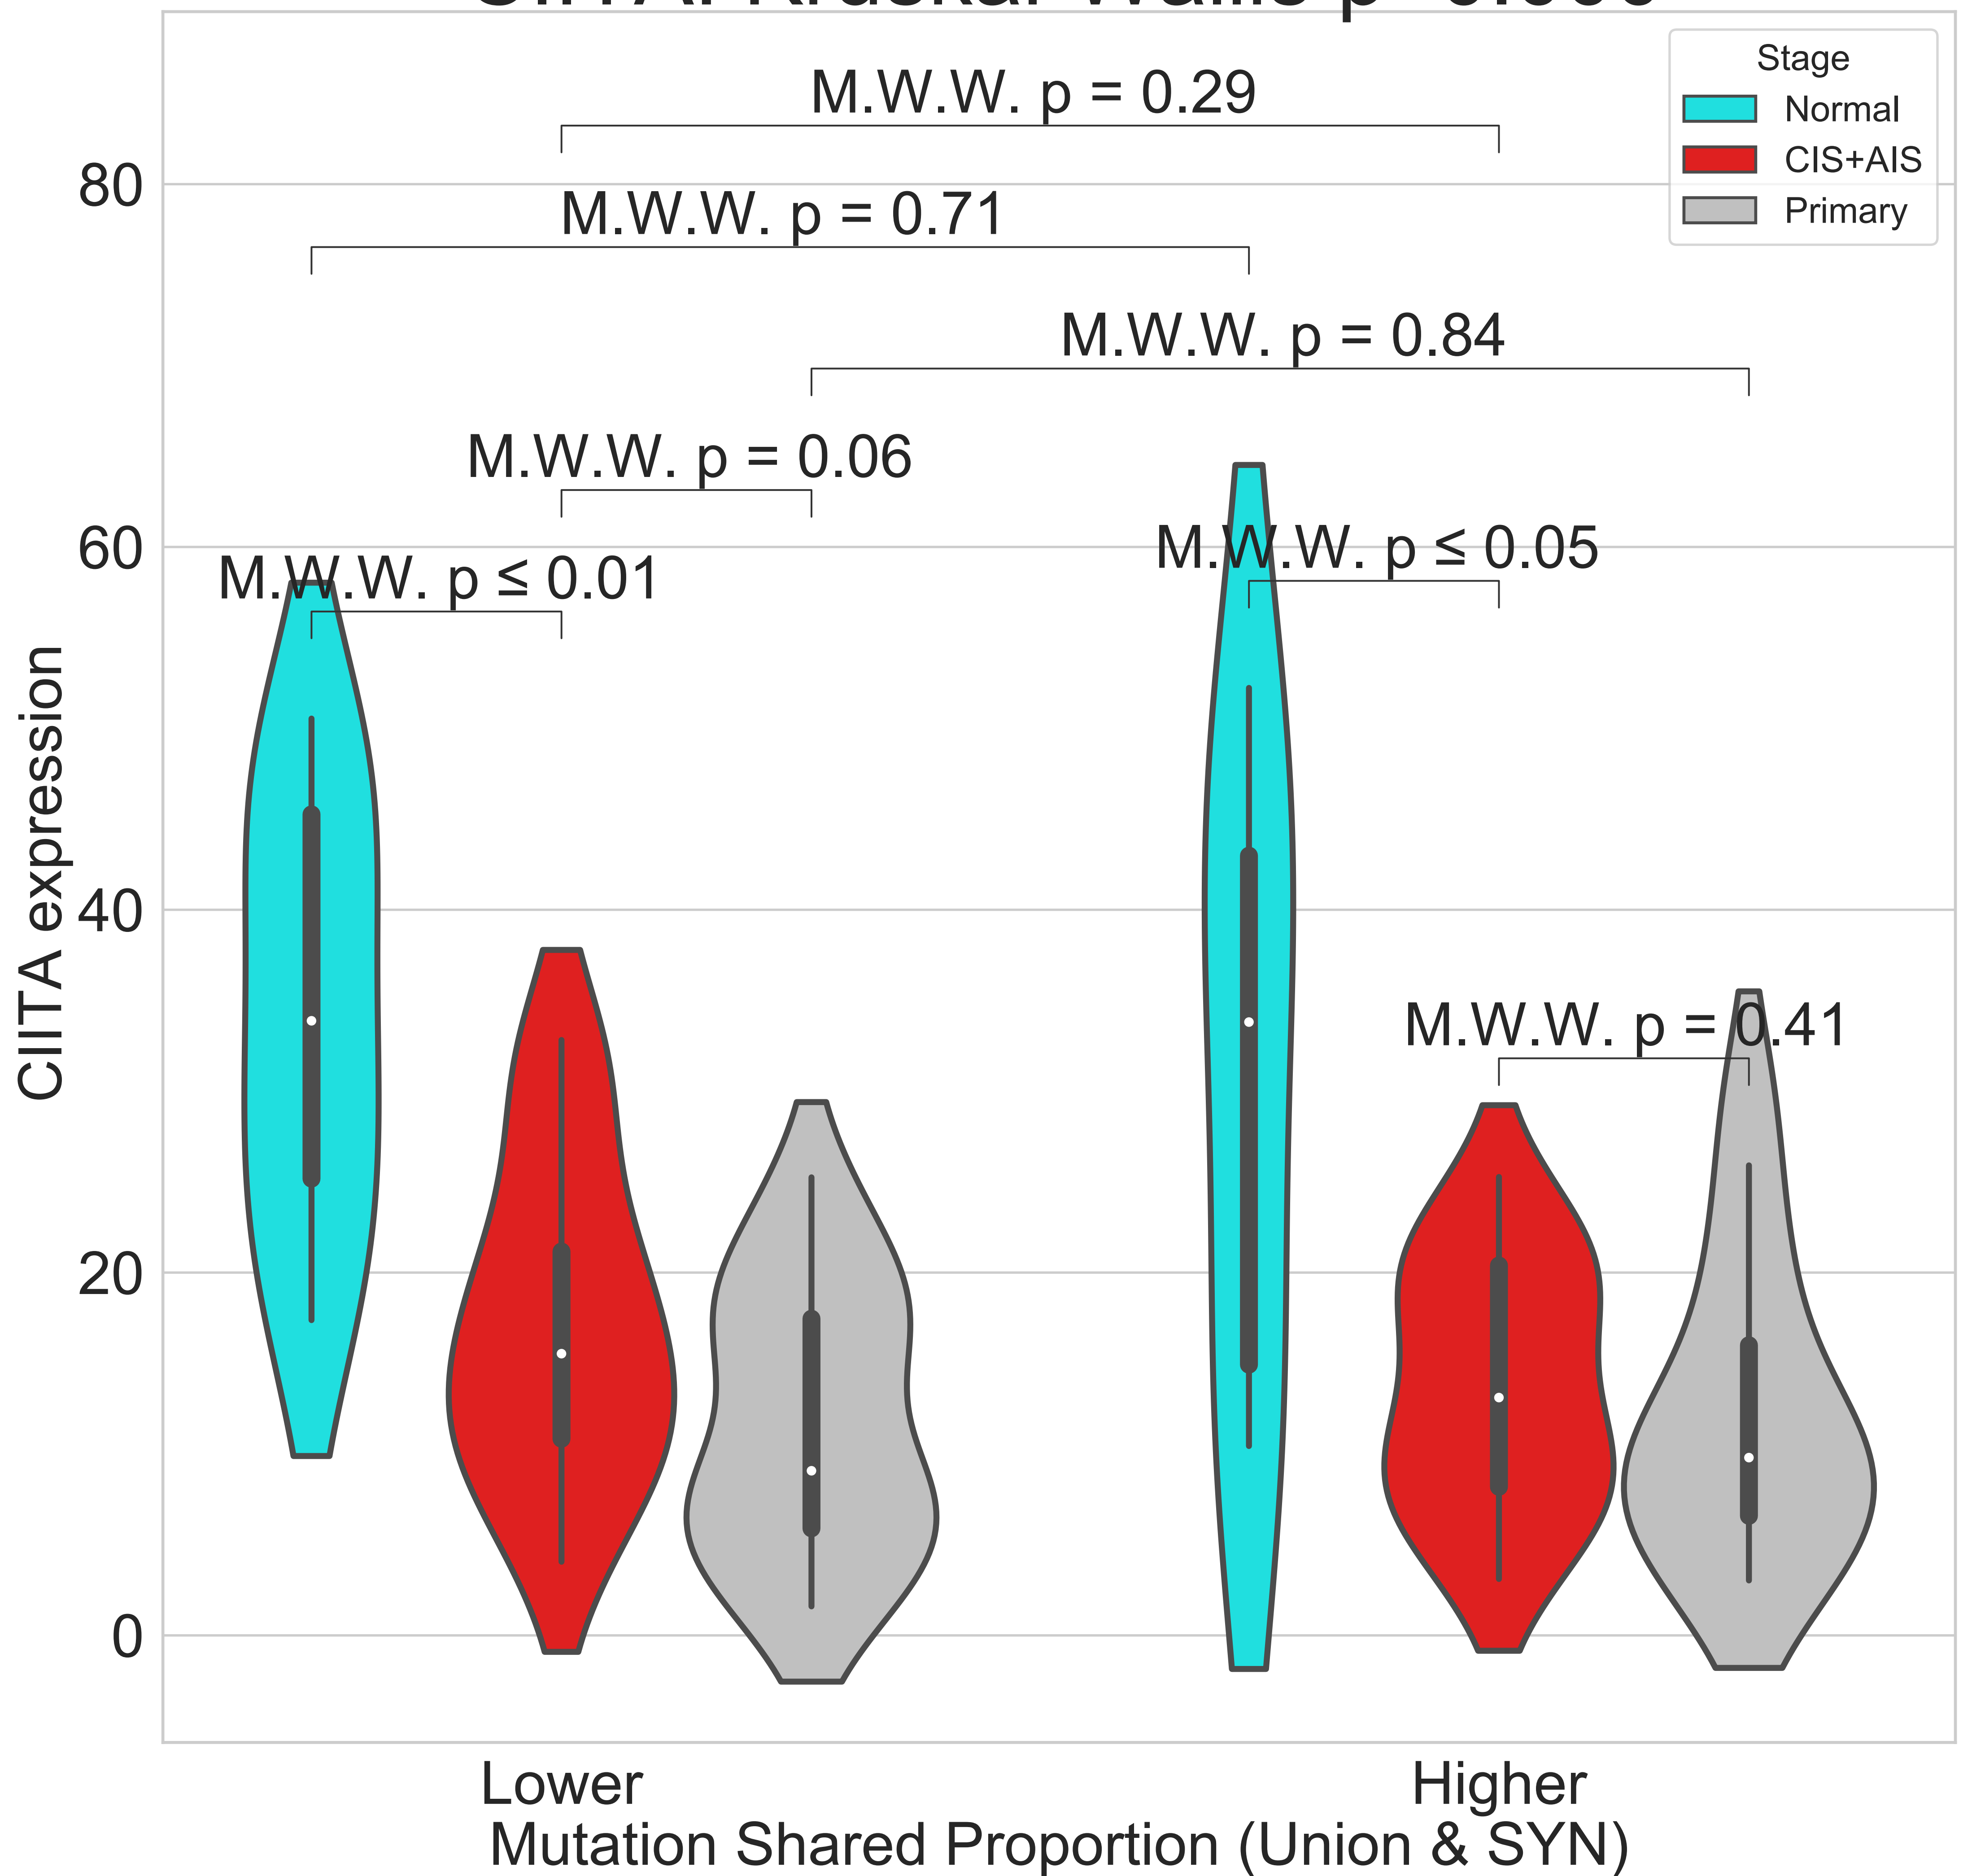 Stage
Normal
CIS+AIS
Primary
M.W.W. p = 0.29
80
M.W.W. p = 0.71
M.W.W. p = 0.84
M.W.W. p = 0.06
60
M.W.W. p ≤ 0.05
M.W.W. p ≤ 0.01
CIITA expression
40
M.W.W. p = 0.41
20
0
Lower
Higher
Mutation Shared Proportion (Union & SYN)